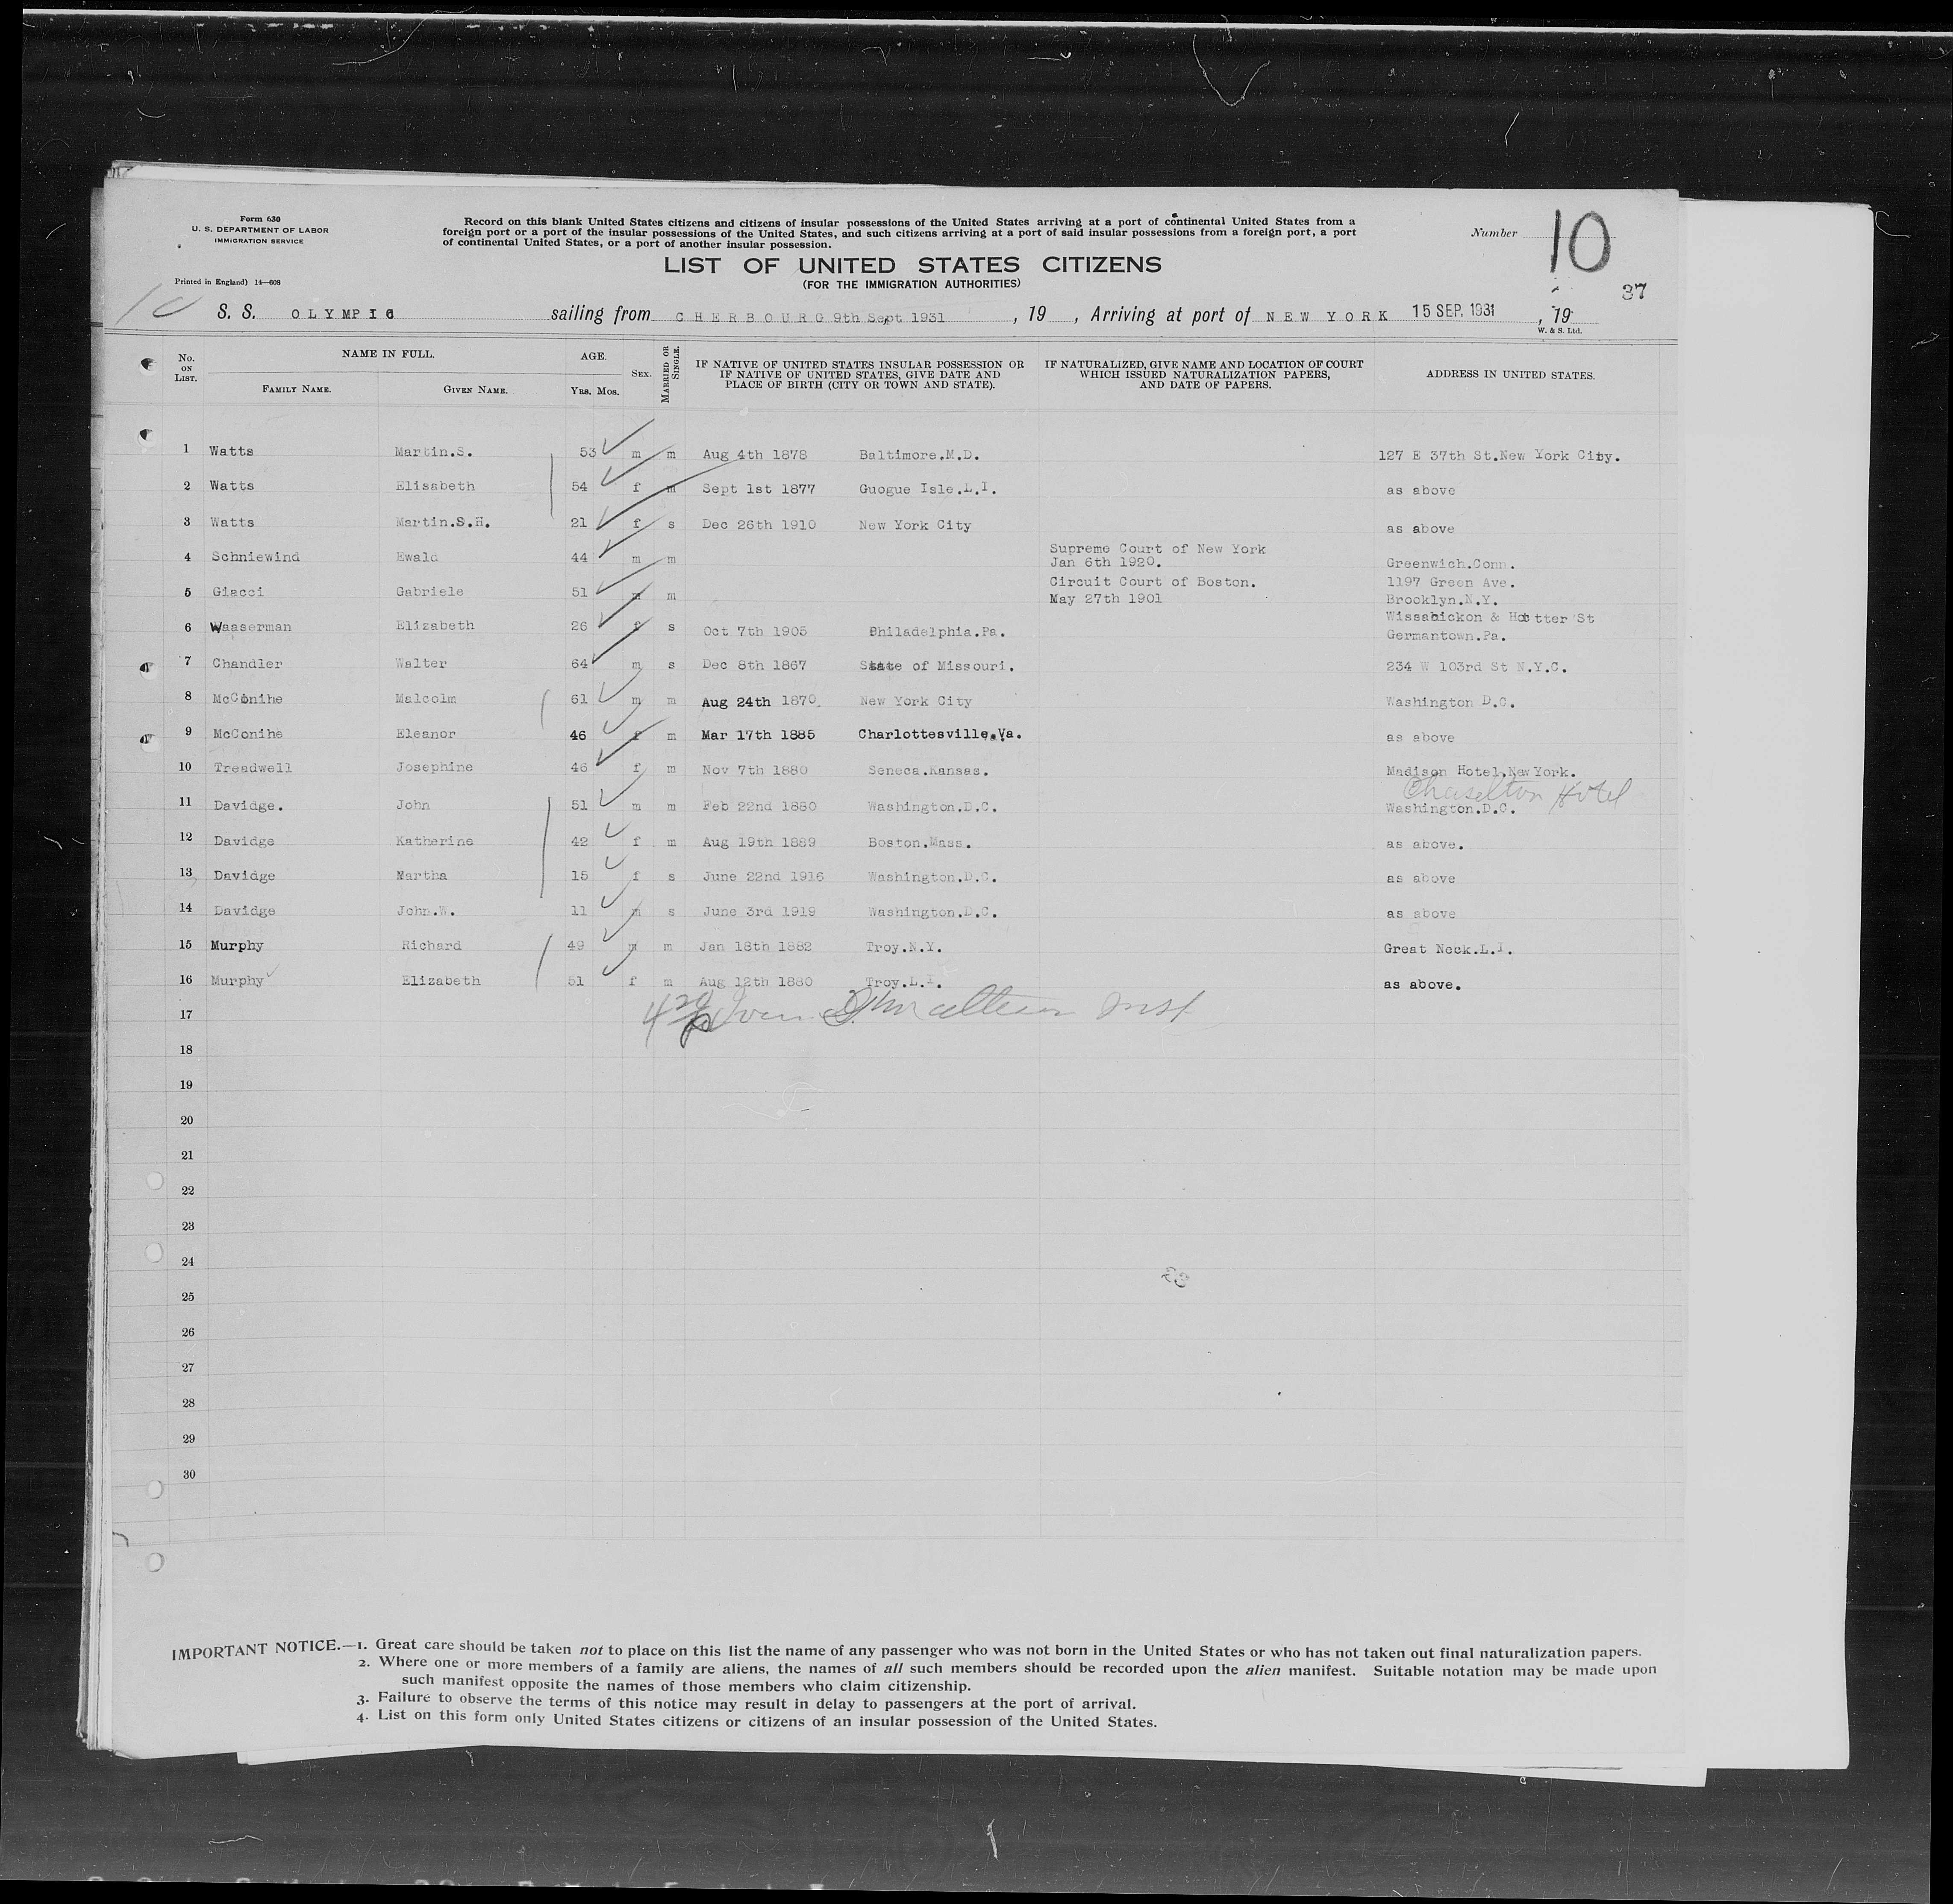 Form 630
U. S. DEPARTMENT OF LABOR
IMMIGRATION SERVICE
Printed in England) 14—608
Record on this blank United States citizens and citizens of insular possessions of the United States arriving at a port of continental United States from a
foreign port or a port of the insular possessions of the United States, and such citizens arriving at a port of said insular possessions from a foreign port, a port
of continental United States, or a port of another insular possession.
Number 10
37
LIST OF UNITED STATES CITIZENS
(FOR THE IMMIGRATION AUTHORITIES)
10 S. S. OLYMPIC sailing from CHERBOURG 9th Sept 1931, 19 , Arriving at port of NEW YORK 15 SEP. 1931, 19
W. & S. Ltd.
No. ON LIST. NAME IN FULL. FAMILY NAME. GIVEN NAME. AGE. YRS. MOS. SEX. MARRIED OR SINGLE. IF NATIVE OF UNITED STATES INSULAR POSSESSION OR IF NATIVE OF UNITED STATES, GIVE DATE AND PLACE OF BIRTH (CITY OR TOWN AND STATE). IF NATURALIZED, GIVE NAME AND LOCATION OF COURT WHICH ISSUED NATURALIZATION PAPERS, AND DATE OF PAPERS. ADDRESS IN UNITED STATES.
1 Watts Martin.S. 53 m m Aug 4th 1878 Baltimore.M.D. 127 E 37th St.New York City.
2 Watts Elisabeth 54 f m Sept 1st 1877 Guogue Isle.L.I. as above
3 Watts Martin.S.H. 21 f s Dec 26th 1910 New York City as above
4 Schniewind Ewald 44 m m Supreme Court of New York Jan 6th 1920. Greenwich.Conn.
5 Giacci Gabriele 51 m m Circuit Court of Boston. May 27th 1901 1197 Green Ave. Brooklyn.N.Y.
6 Waaserman Elizabeth 26 f s Oct 7th 1905 Philadelphia.Pa. Wissabickon & Hotter St Germantown.Pa.
7 Chandler Walter 64 m s Dec 8th 1867 State of Missouri. 234 W 103rd St N.Y.C.
8 McConihe Malcolm 61 m m Aug 24th 1870. New York City Washington D.C.
9 McConihe Eleanor 46 f m Mar 17th 1885 Charlottesville.Va. as above
10 Treadwell Josephine 46 f m Nov 7th 1880 Seneca.Kansas. Madison Hotel.New York.
Hotel
11 Davidge. John 51 m m Feb 22nd 1880 Washington.D.C. Washington.D.C.
12 Davidge Katherine 42 f m Aug 19th 1889 Boston.Mass. as above.
13 Davidge Martha 15 f s June 22nd 1916 Washington.D.C. as above
14 Davidge John.W. 11 m s June 3rd 1919 Washington.D.C. as above
15 Murphy Richard 49 m m Jan 18th 1882 Troy.N.Y. Great Neck.L.I.
16 Murphy Elizabeth 51 f m Aug 12th 1880 Troy.L.I. as above.
17
18
19
20
21
22
23
24
25
26
27
28
29
30
IMPORTANT NOTICE.—1. Great care should be taken not to place on this list the name of any passenger who was not born in the United States or who has not taken out final naturalization papers.
2. Where one or more members of a family are aliens, the names of all such members should be recorded upon the alien manifest. Suitable notation may be made upon
such manifest opposite the names of those members who claim citizenship.
3. Failure to observe the terms of this notice may result in delay to passengers at the port of arrival.
4. List on this form only United States citizens or citizens of an insular possession of the United States.